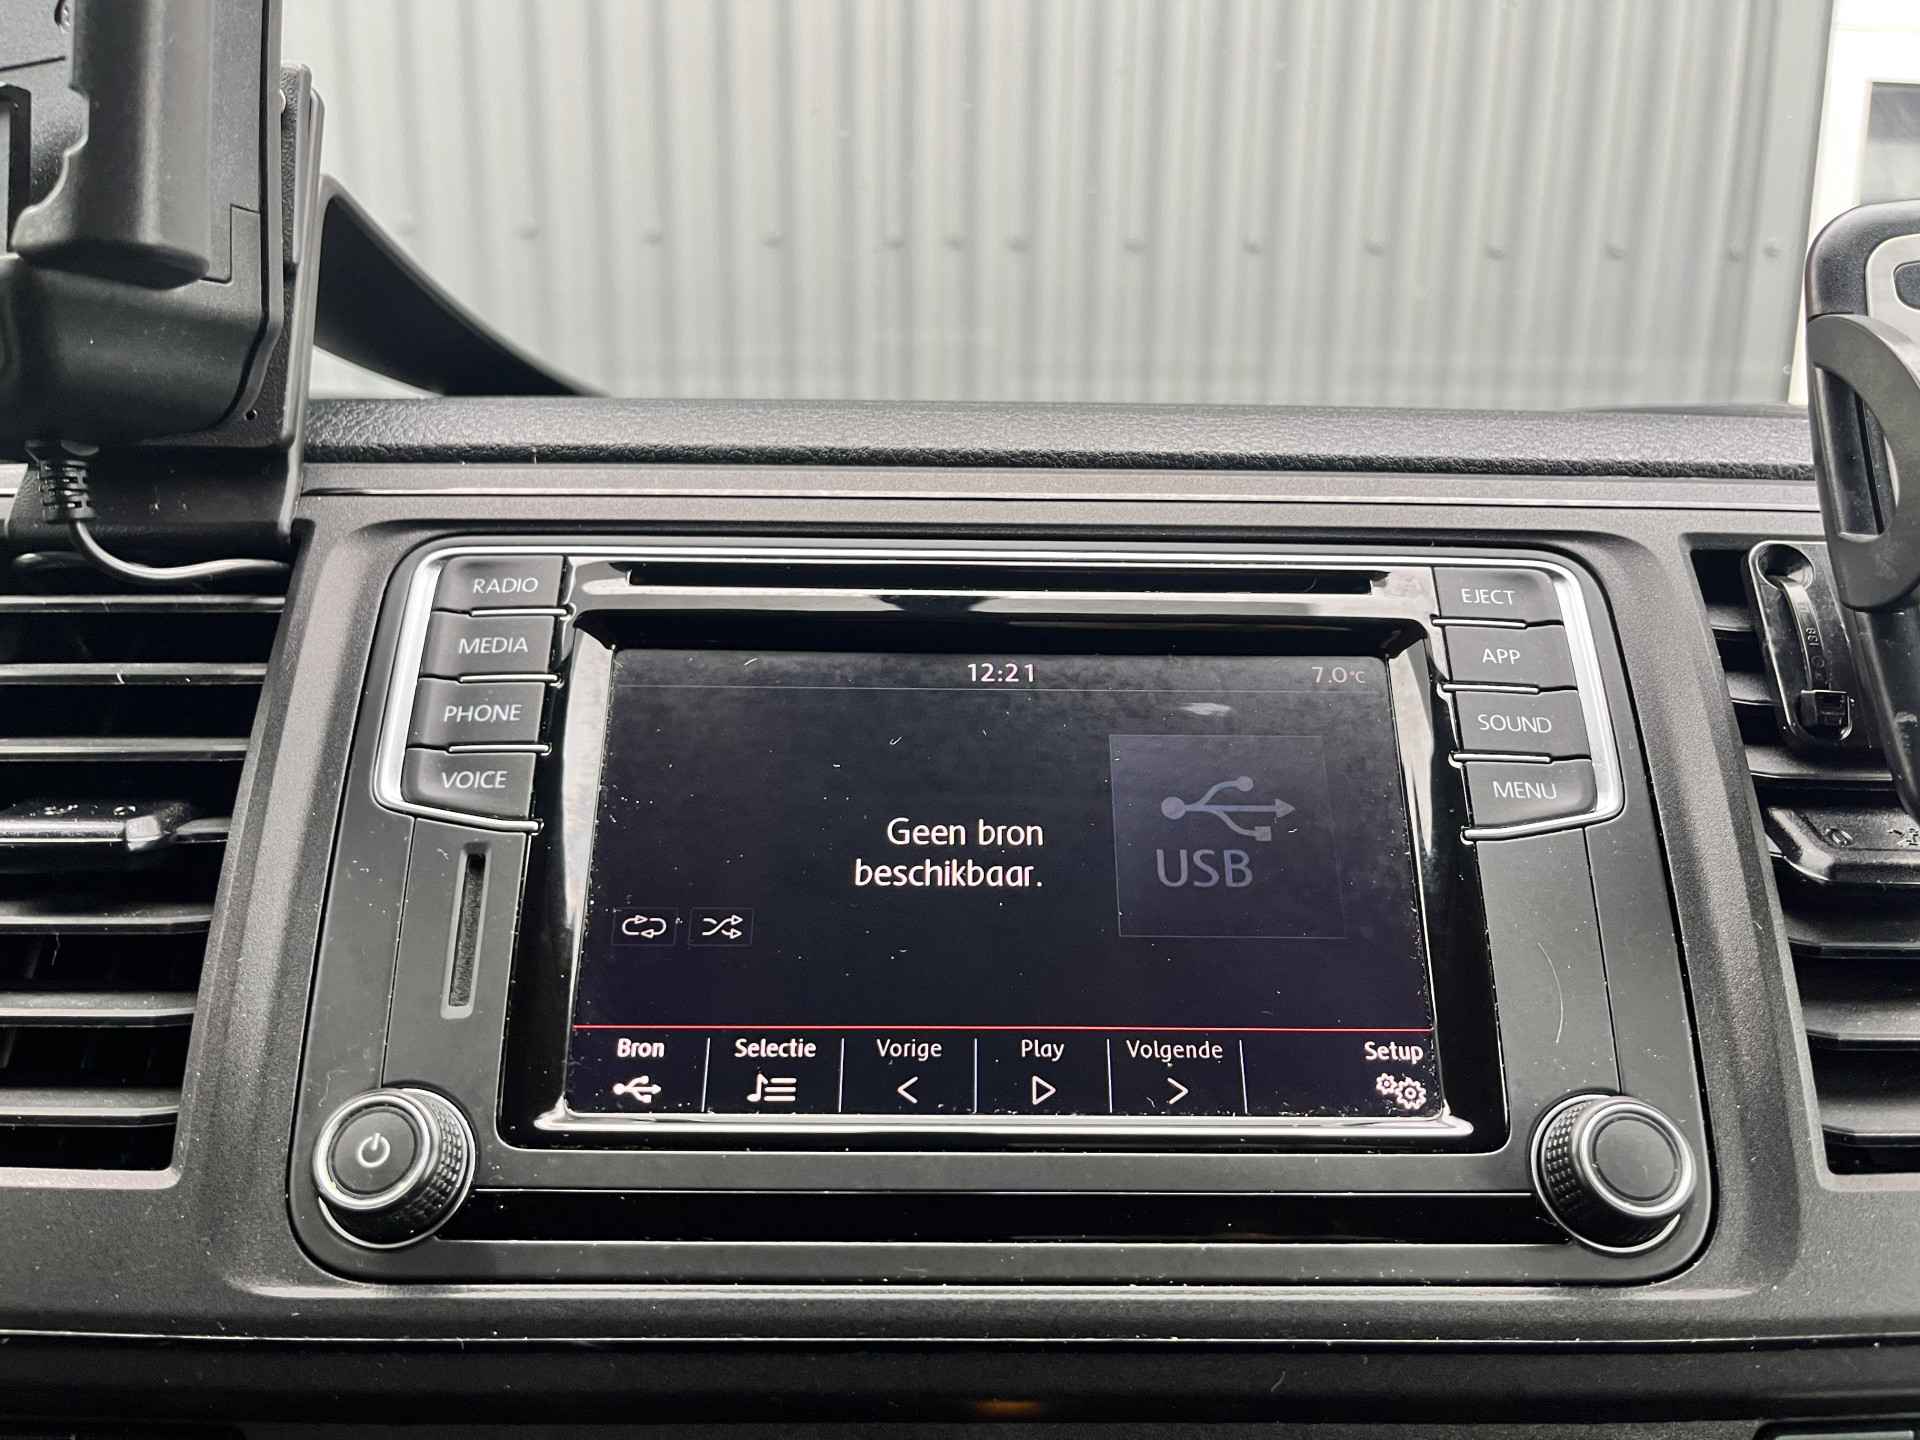 RADIO
MEDIA
PHONE
VOICE
EJECT
APP
SOUND
MENU
12:21
7.0°C
Geen bron
beschikbaar.
USB
Bron
Selectie
Vorige
Play
Volgende
Setup